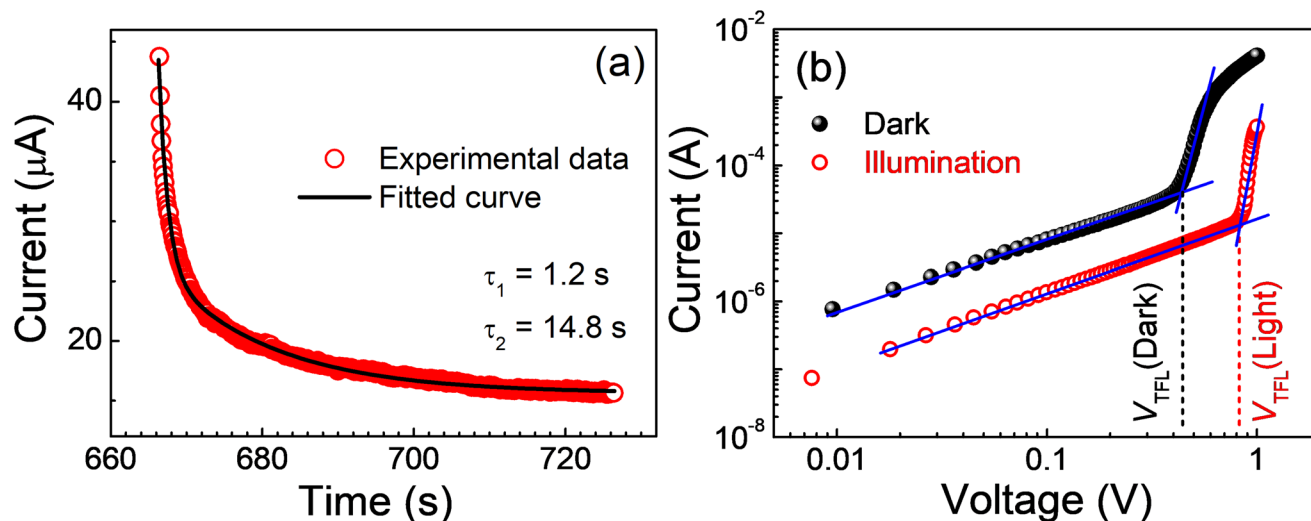 (a)
Current (μA)
40
20
Experimental data
Fitted curve
τ1 = 1.2 s
τ2 = 14.8 s
660
680
700
720
Time (s)
(b)
Current (A)
10-2
10-4
10-6
10-8
Dark
Illumination
VTFL(Dark)
VTFL(Light)
0.01
0.1
1
Voltage (V)